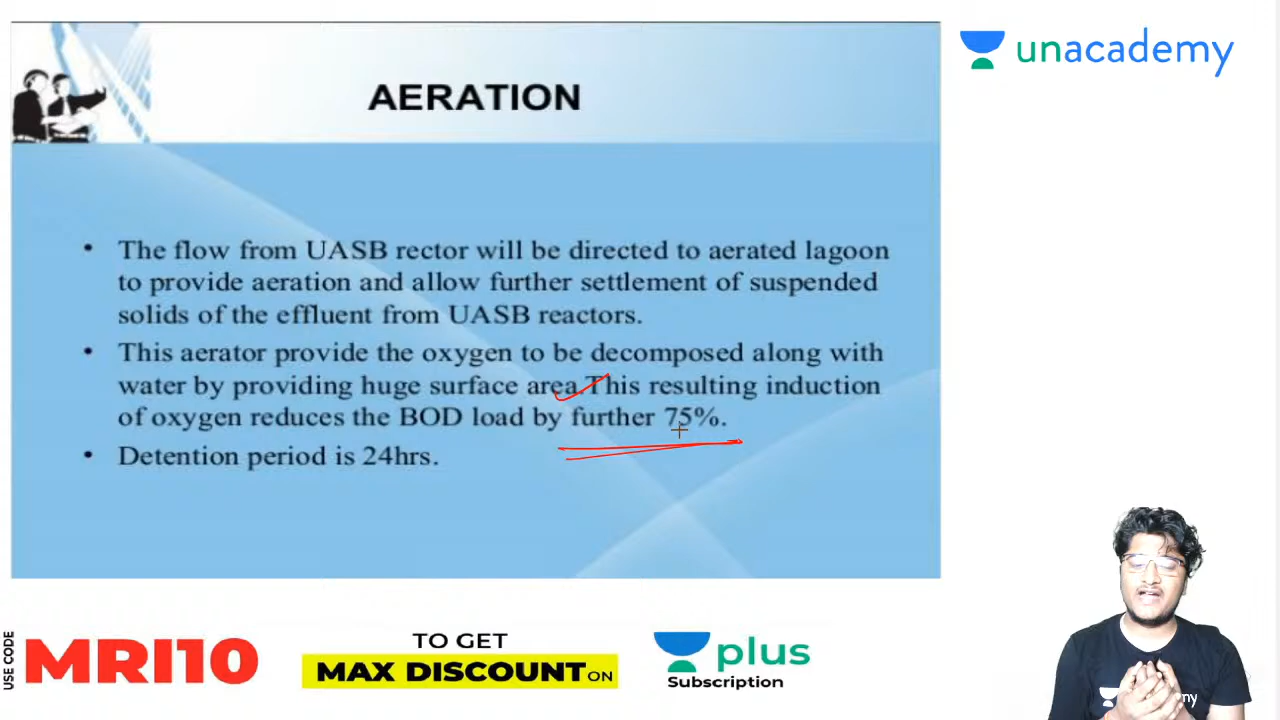 unacademy
AERATION
• The flow from UASB rector will be directed to aerated lagoon
to provide aeration and allow further settlement of suspended
solids of the effluent from UASB reactors.
• This aerator provide the oxygen to be decomposed along with
water by providing huge surface area.This resulting induction
of oxygen reduces the BOD load by further 75%.
• Detention period is 24hrs.
USE CODE
MRI10
TO GET
MAX DISCOUNT ON
plus
Subscription